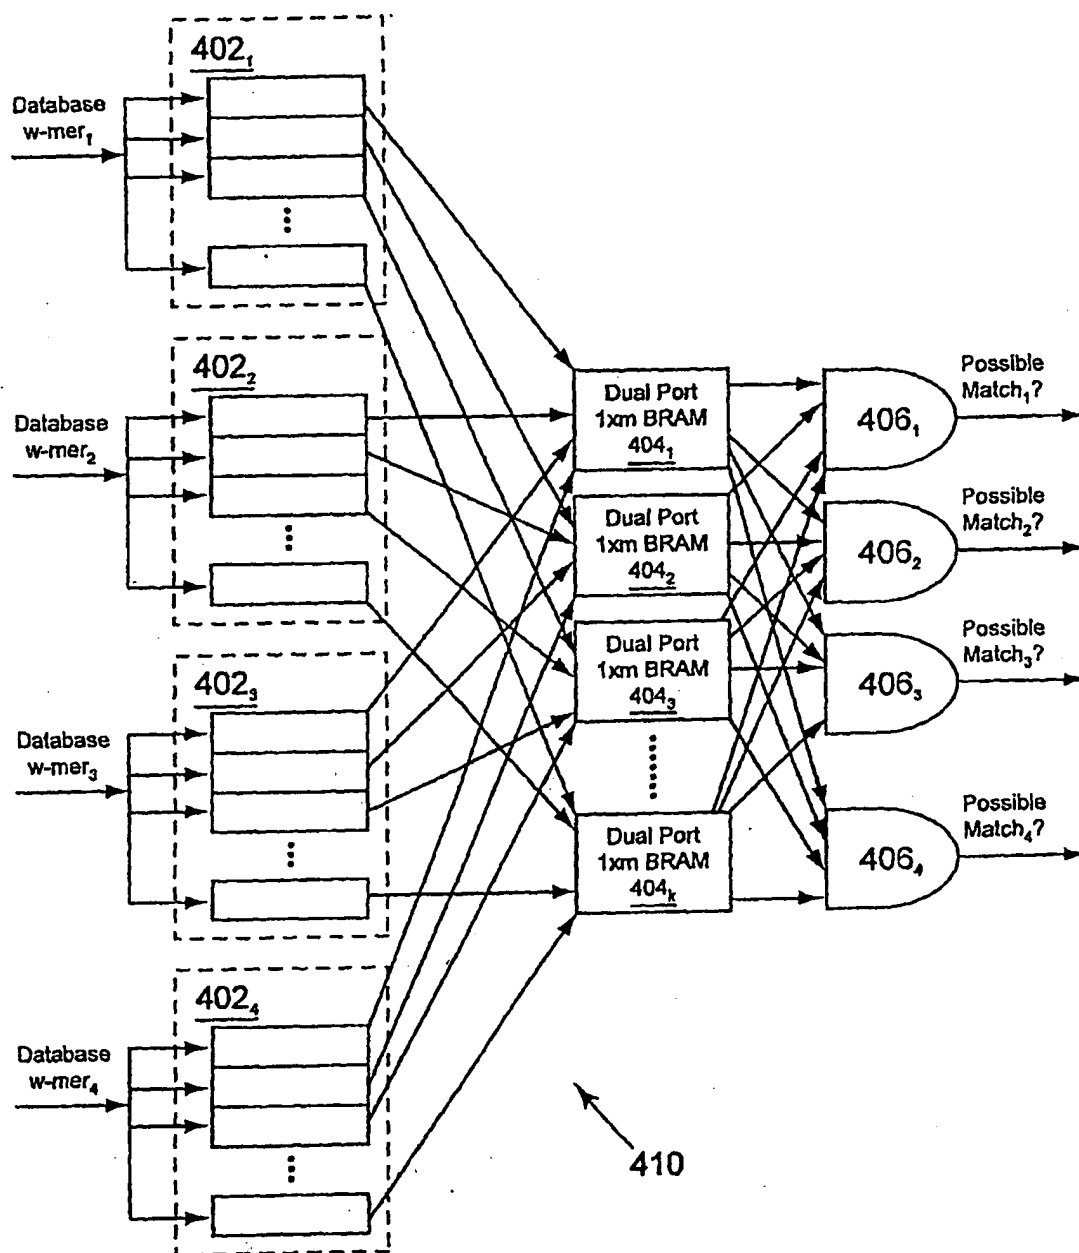 402₁
Database
w-mer₁
402₂
Database
w-mer₂
402₃
Database
w-mer₃
402₄
Database
w-mer₄
Dual Port
1xm BRAM
404₁
Dual Port
1xm BRAM
404₂
Dual Port
1xm BRAM
404₃
Dual Port
1xm BRAM
404ₖ
406₁
406₂
406₃
406₄
Possible
Match₁?
Possible
Match₂?
Possible
Match₃?
Possible
Match₄?
410